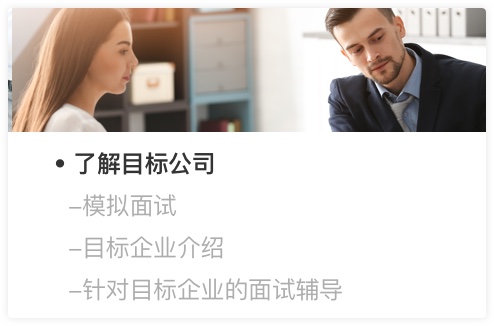 • 了解目标公司
–模拟面试
–目标企业介绍
–针对目标企业的面试辅导